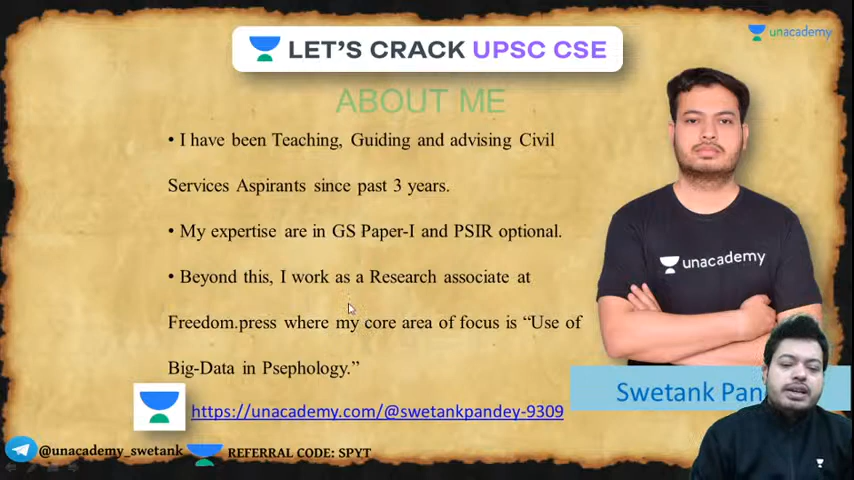 LET'S CRACK UPSC CSE
unacademy
ABOUT ME
• I have been Teaching, Guiding and advising Civil
Services Aspirants since past 3 years.
• My expertise are in GS Paper-I and PSIR optional.
• Beyond this, I work as a Research associate at
Freedom.press where my core area of focus is “Use of
Big-Data in Psephology.”
unacademy
Swetank Pan
https://unacademy.com/@swetankpandey-9309
@unacademy_swetank
REFERRAL CODE: SPYT